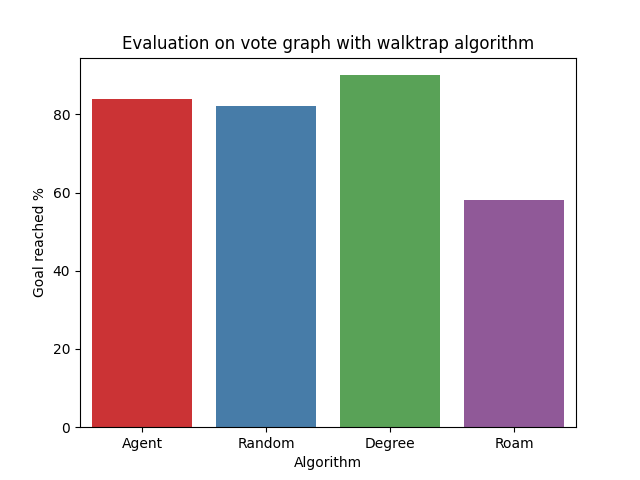 Evaluation on vote graph with walktrap algorithm
Goal reached %
80
60
40
20
0
Agent Random Degree Roam
Algorithm